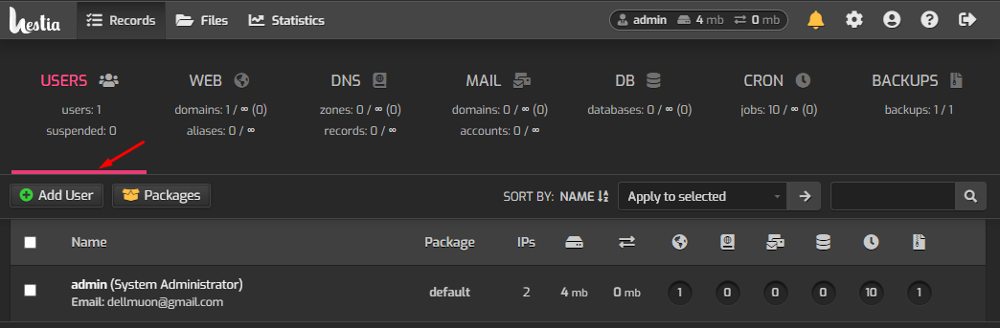 hestia Records Files Statistics admin 4 mb 0 mb
USERS WEB DNS MAIL DB CRON BACKUPS
users: 1 domains: 1 / ∞ (0) zones: 0 / ∞ (0) domains: 0 / ∞ (0) databases: 0 / ∞ (0) jobs: 10 / ∞ (0) backups: 1 / 1
suspended: 0 aliases: 0 / ∞ records: 0 / ∞ accounts: 0 / ∞
Add User Packages SORT BY: NAME Apply to selected
Name Package IPs
admin (System Administrator) default 2 4 mb 0 mb 1 0 0 0 10 1
Email: dellmuon@gmail.com